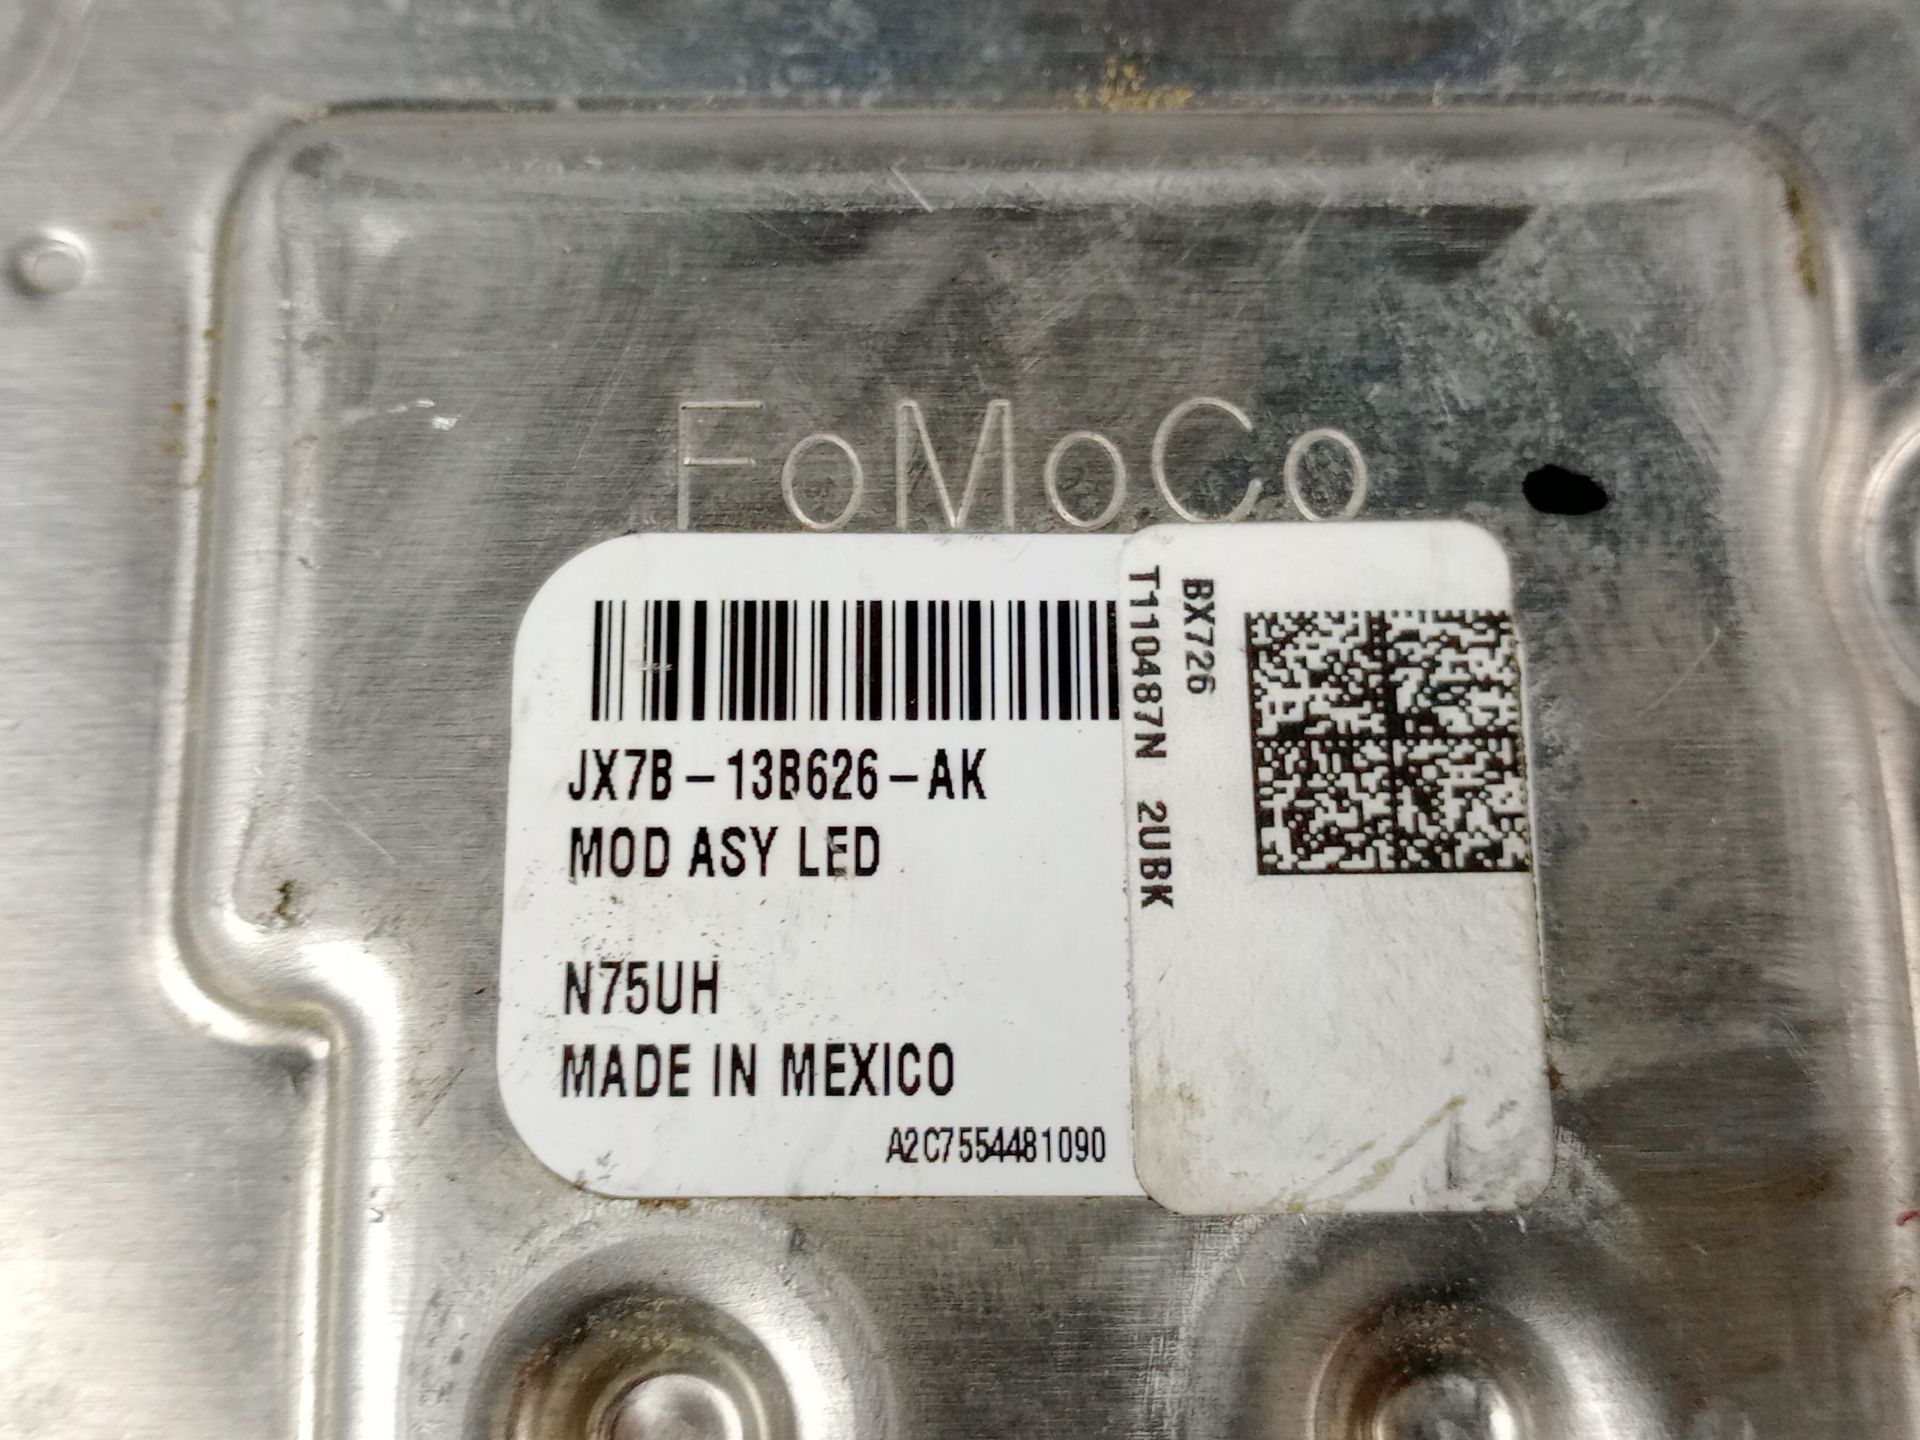 FoMoCo
JX7B-13B626-AK
MOD ASY LED
N75UH
MADE IN MEXICO
A2C7554481090
BX726
T110487N 2UBK